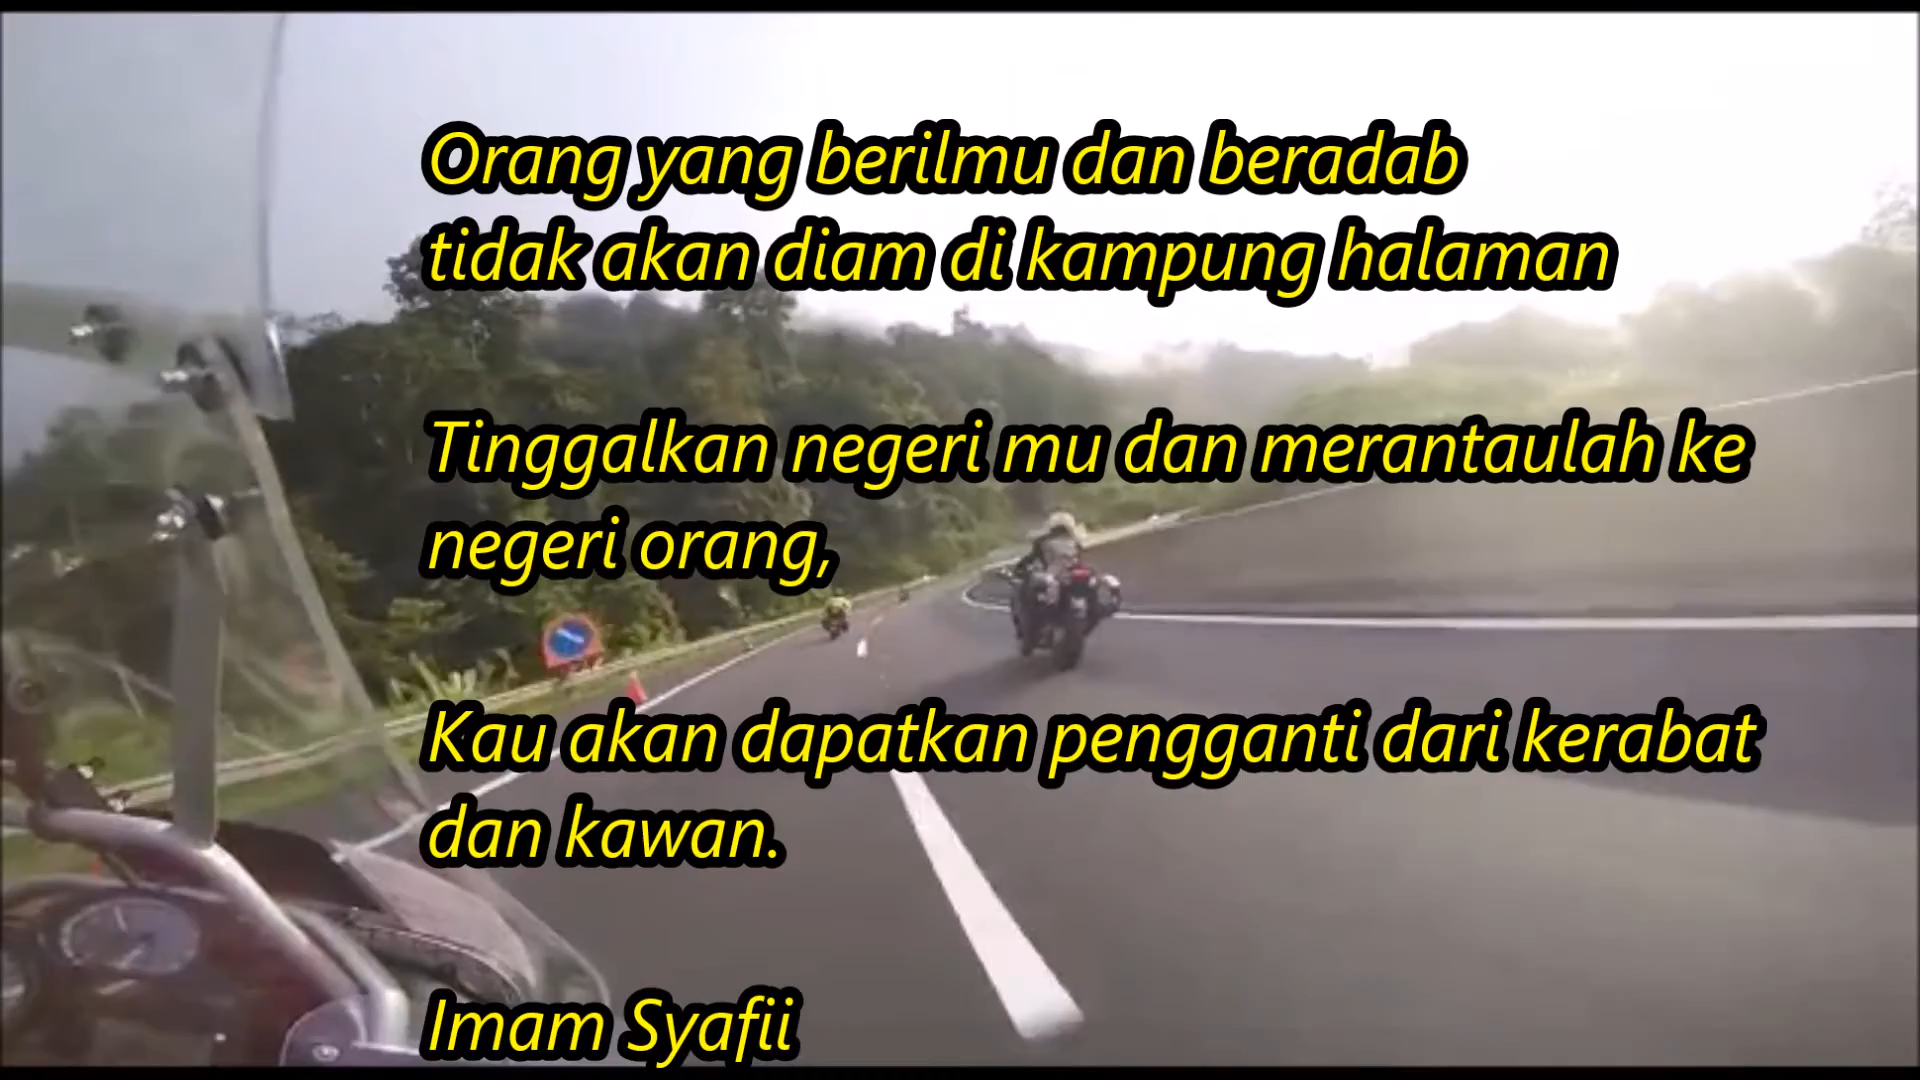 Orang yang berilmu dan beradab
tidak akan diam di kampung halaman
Tinggalkan negeri mu dan merantaulah ke
negeri orang,
Kau akan dapatkan pengganti dari kerabat
dan kawan.
Imam Syafii